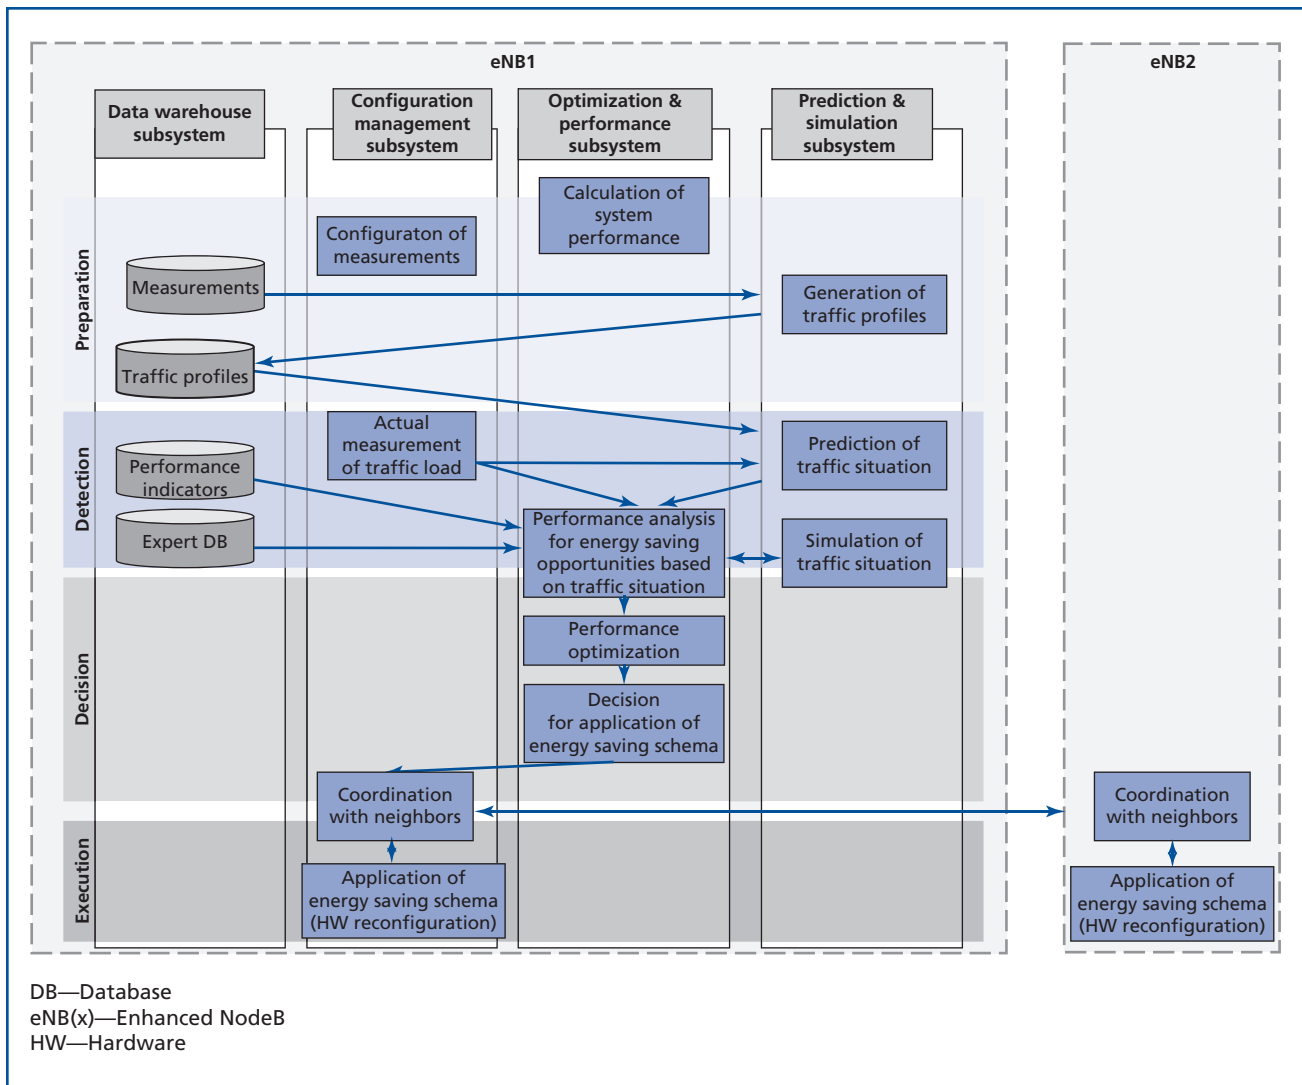 eNB1
eNB2
Data warehouse
subsystem
Configuration
management
subsystem
Optimization &
performance
subsystem
Prediction &
simulation
subsystem
Preparation
Calculation of
system
performance
Configuraton of
measurements
Measurements
Generation of
traffic profiles
Traffic profiles
Detection
Actual
measurement
of traffic load
Prediction of
traffic situation
Performance
indicators
Expert DB
Performance analysis
for energy saving
opportunities based
on traffic situation
Simulation of
traffic situation
Decision
Performance
optimization
Decision
for application of
energy saving schema
Coordination
with neighbors
Coordination
with neighbors
Execution
Application of
energy saving schema
(HW reconfiguration)
Application of
energy saving schema
(HW reconfiguration)
DB—Database
eNB(x)—Enhanced NodeB
HW—Hardware